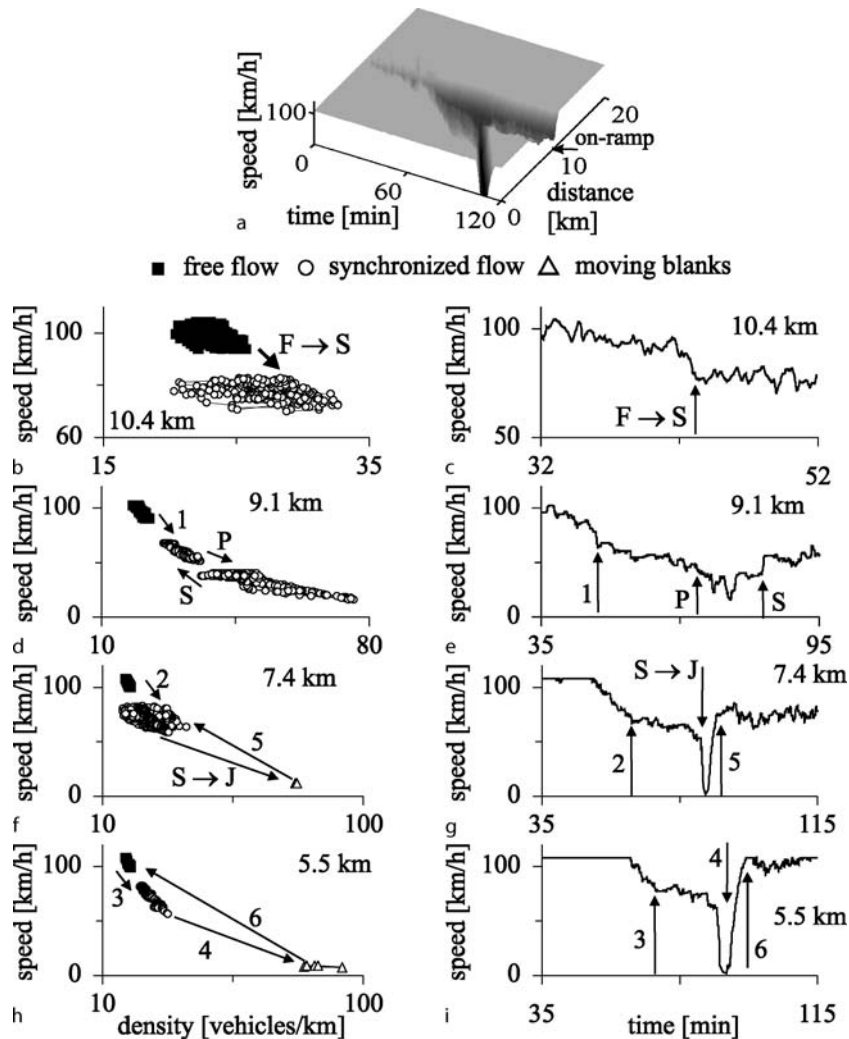 speed [km/h]
100
0
60
120
time [min]
0
10
20
on-ramp
distance
[km]
a
free flow
synchronized flow
moving blanks
speed [km/h]
100
60
F → S
10.4 km
15
35
b
speed [km/h]
100
50
10.4 km
F → S
32
52
c
speed [km/h]
100
0
9.1 km
1
P
S
10
80
d
speed [km/h]
100
0
9.1 km
1
P
S
35
95
e
speed [km/h]
100
0
7.4 km
2
5
S → J
10
100
f
speed [km/h]
100
0
S → J
7.4 km
2
5
35
115
g
speed [km/h]
100
0
5.5 km
3
6
4
10
100
h
density [vehicles/km]
speed [km/h]
100
0
4
5.5 km
3
6
35
115
i
time [min]